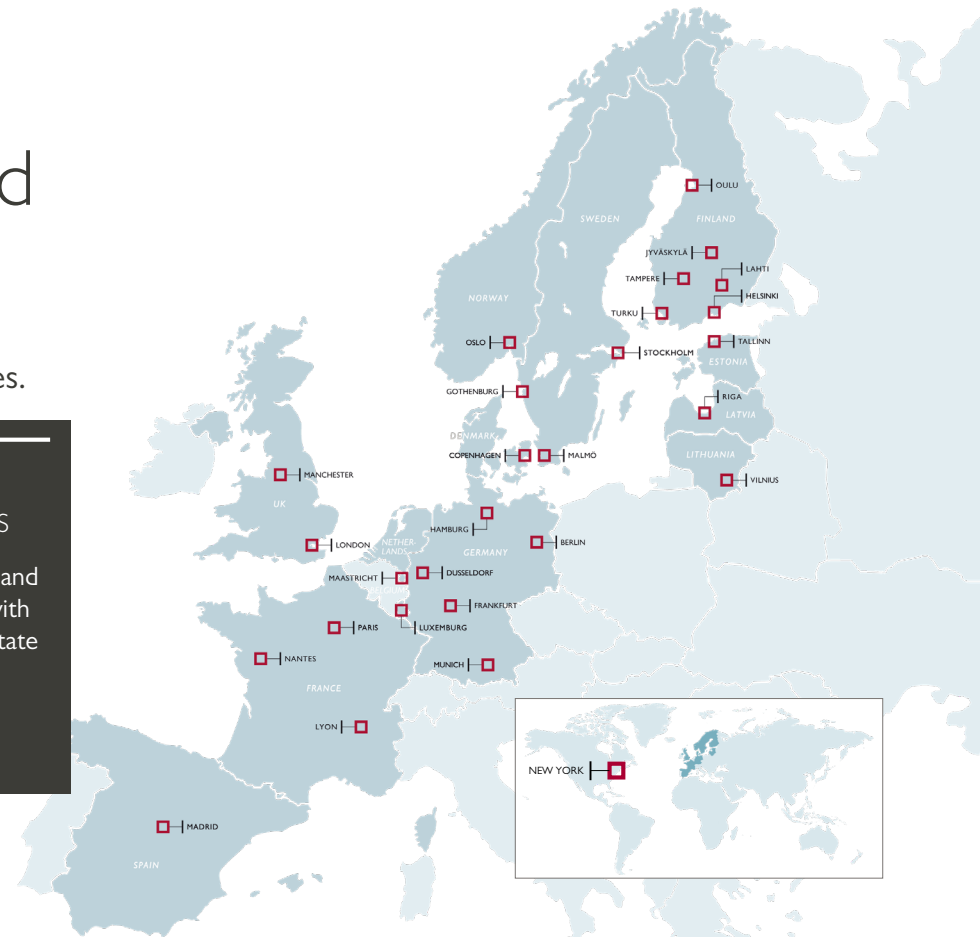 d
es.
S
and
with
tate
OULU
SWEDEN
FINLAND
JYVÄSKYLÄ
LAHTI
TAMPERE
HELSINKI
NORWAY
TURKU
OSLO
TALLINN
STOCKHOLM
ESTONIA
GOTHENBURG
RIGA
LATVIA
DENMARK
COPENHAGEN
MALMÖ
LITHUANIA
MANCHESTER
VILNIUS
UK
HAMBURG
LONDON
NETHER-
LANDS
BERLIN
GERMANY
MAASTRICHT
DUSSELDORF
BELGIUM
FRANKFURT
PARIS
LUXEMBURG
NANTES
MUNICH
FRANCE
LYON
NEW YORK
MADRID
SPAIN